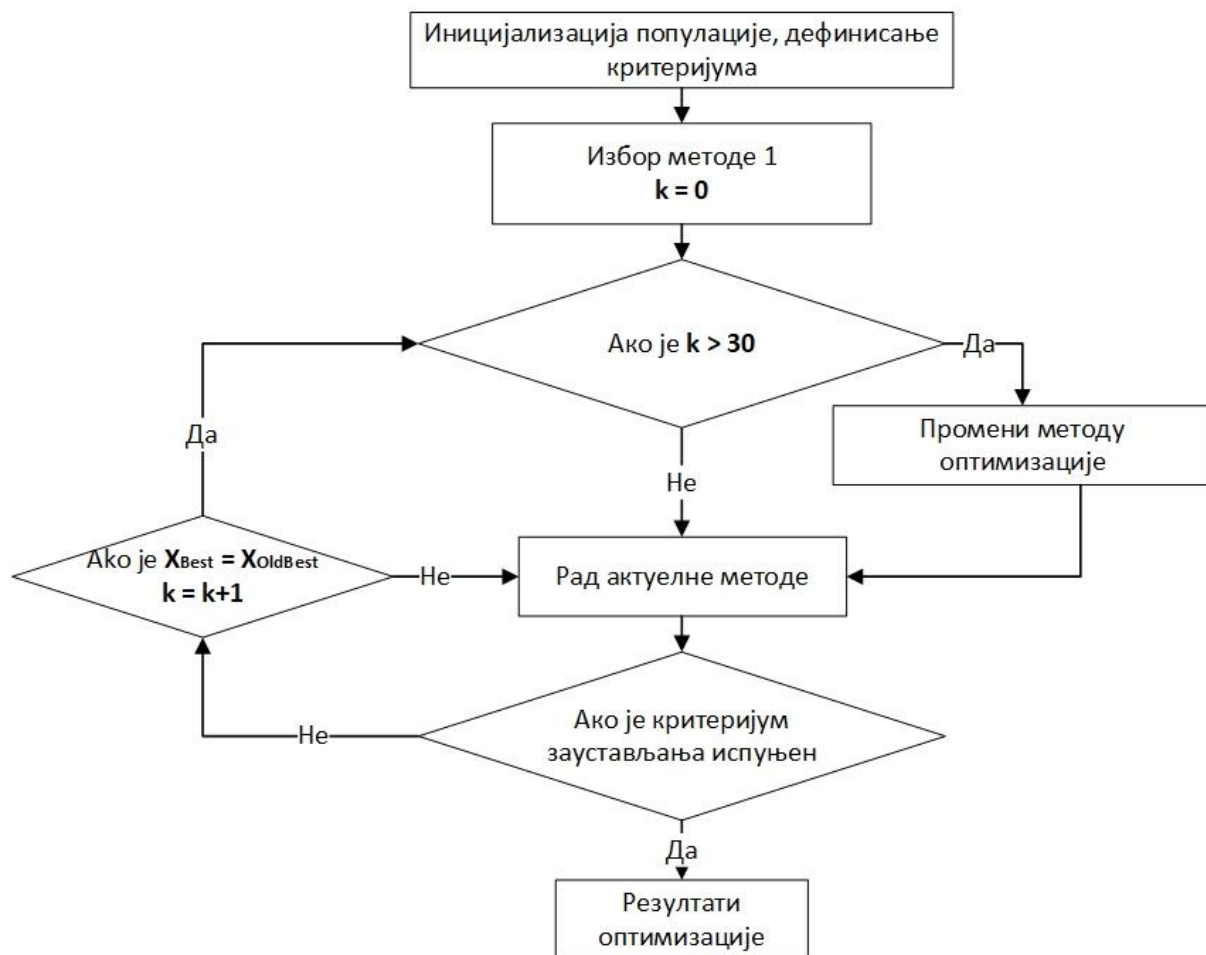 Иницијализација популације, дефинисање
критеријума
Избор методе 1
k = 0
Ако је k > 30
Да
Промени методу
оптимизације
Да
Не
Ако је XBest = XOldBest
k = k+1
Не
Рад актуелне методе
Ако је критеријум
заустављања испуњен
Не
Да
Резултати
оптимизације